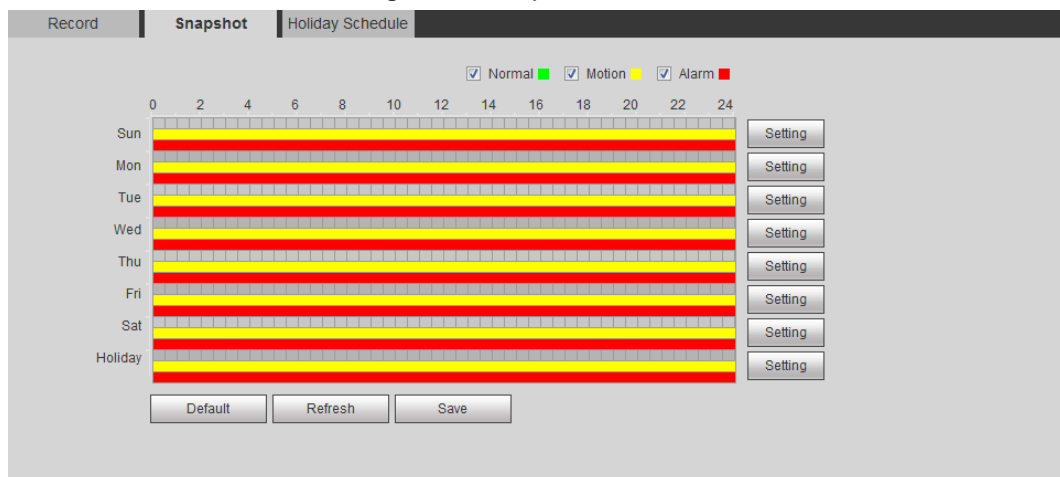 Record Snapshot Holiday Schedule
Normal Motion Alarm
0 2 4 6 8 10 12 14 16 18 20 22 24
Sun Setting
Mon Setting
Tue Setting
Wed Setting
Thu Setting
Fri Setting
Sat Setting
Holiday Setting
Default Refresh Save